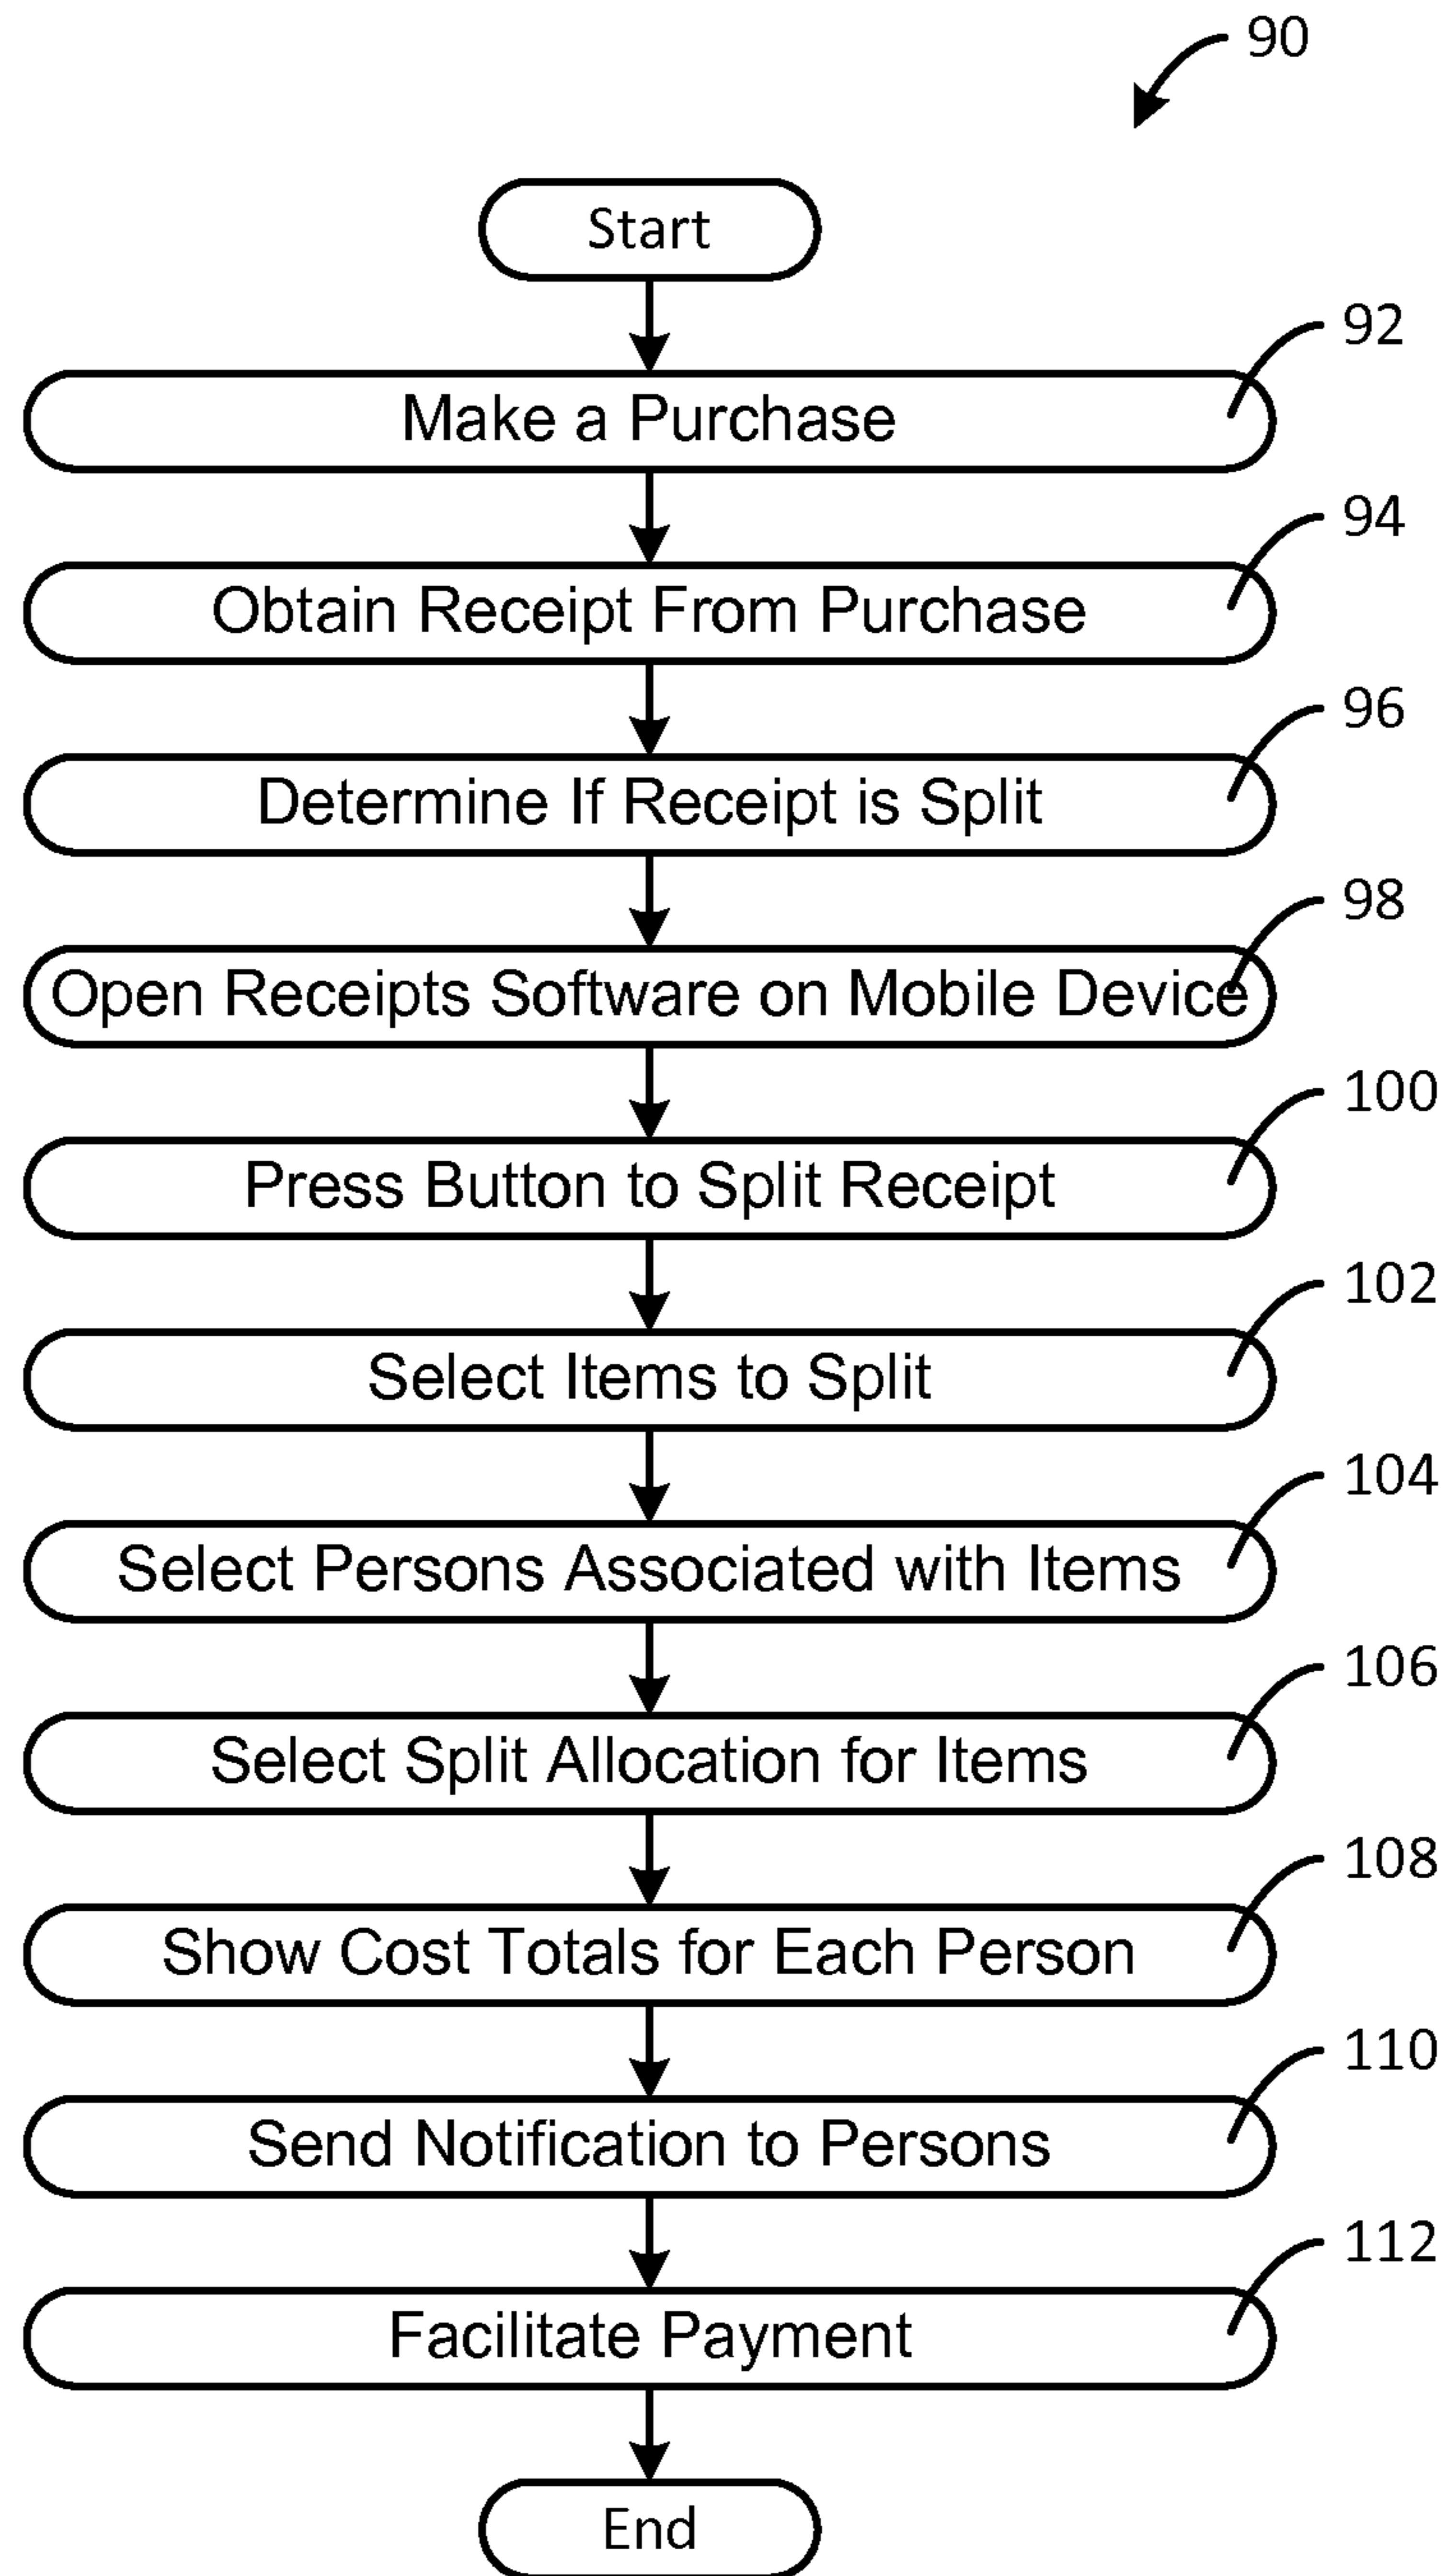 90
Start
92
Make a Purchase
94
Obtain Receipt From Purchase
96
Determine If Receipt is Split
98
Open Receipts Software on Mobile Device
100
Press Button to Split Receipt
102
Select Items to Split
104
Select Persons Associated with Items
106
Select Split Allocation for Items
108
Show Cost Totals for Each Person
110
Send Notification to Persons
112
Facilitate Payment
End